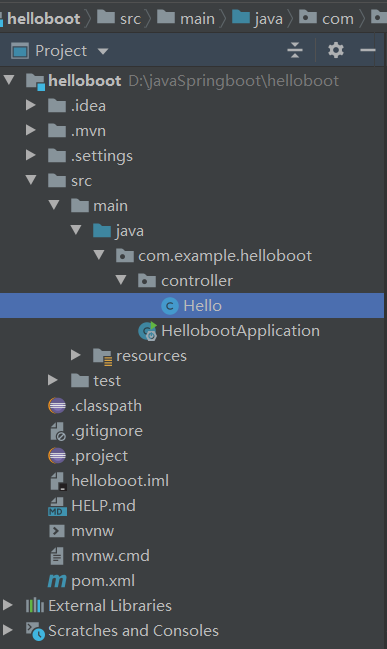 helloboot src main java com
Project
helloboot D:\javaSpringboot\helloboot
.idea
.mvn
.settings
src
main
java
com.example.helloboot
controller
C Hello
HellobootApplication
resources
test
.classpath
.gitignore
.project
helloboot.iml
MD HELP.md
mvnw
mvnw.cmd
m pom.xml
External Libraries
Scratches and Consoles